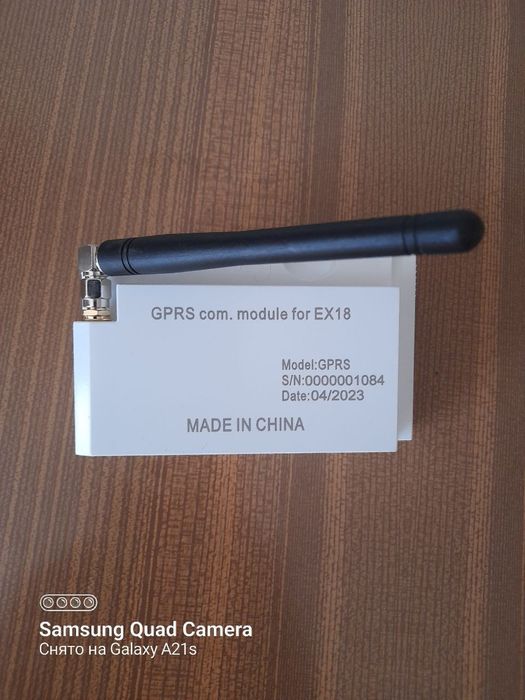 GPRS com. module for EX18
Model:GPRS
S/N:0000001084
Date:04/2023
MADE IN CHINA
Samsung Quad Camera
Снято на Galaxy A21s